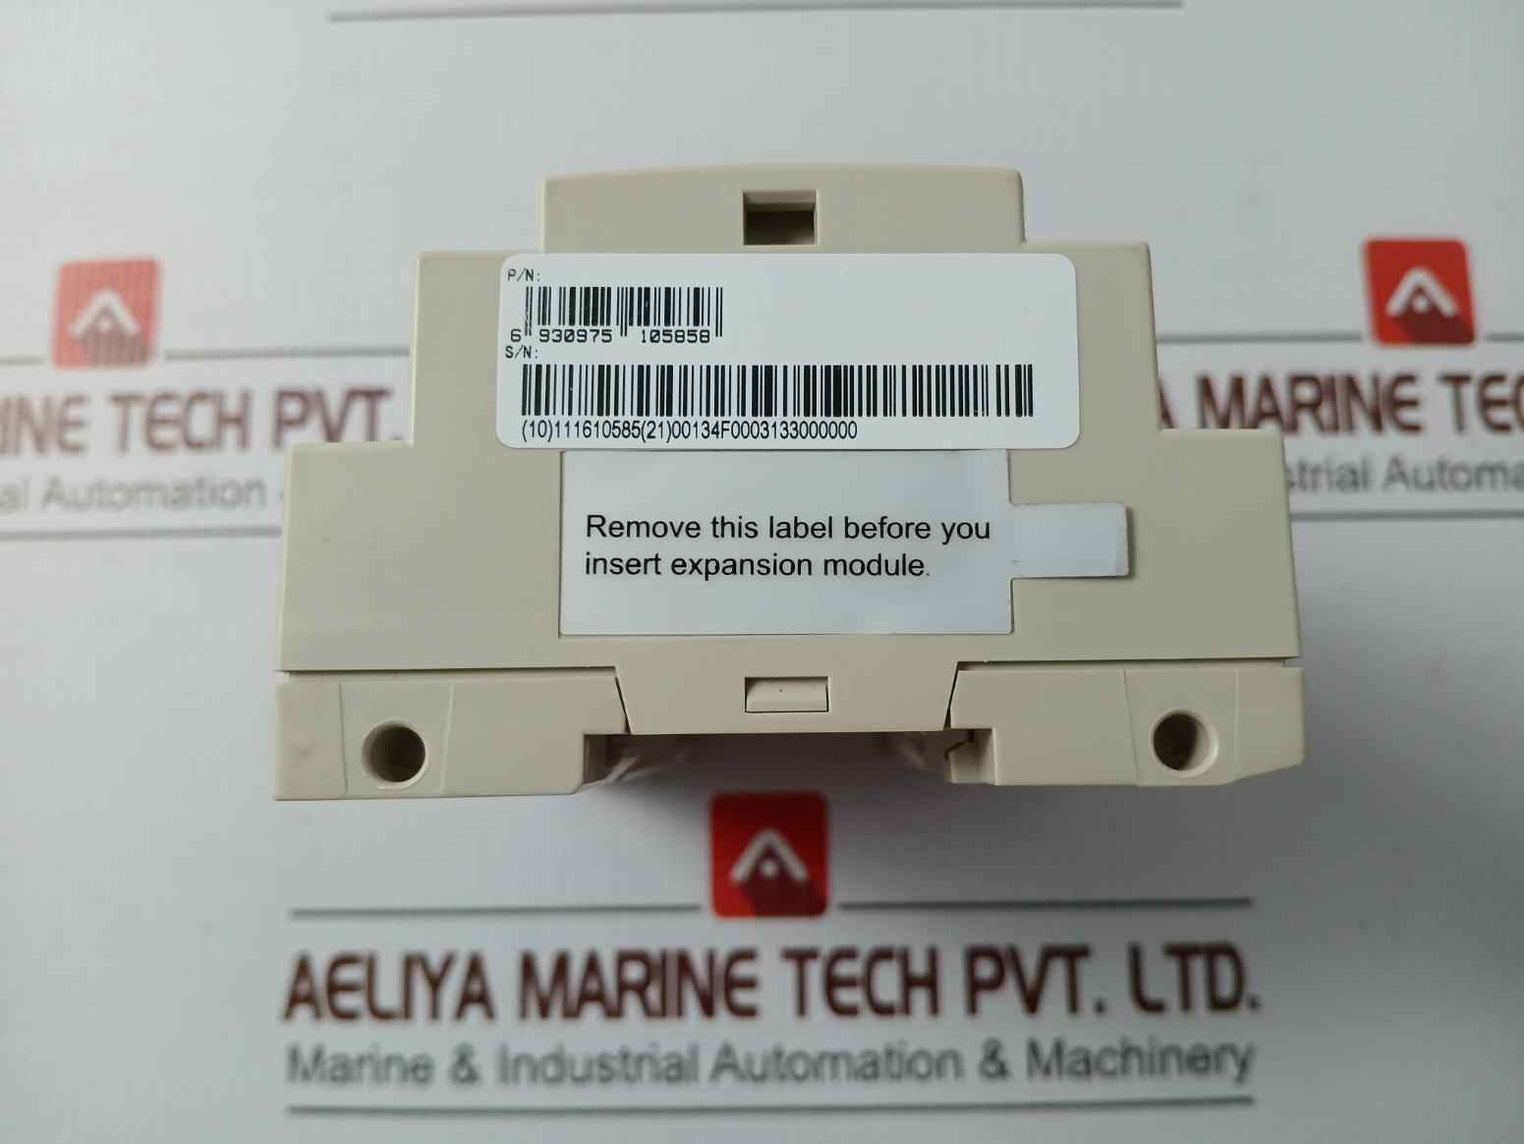 P/N:
6 930975 105858
S/N:
(10)111610585(21)00134F0003133000000
Remove this label before you
insert expansion module.
INE TECH PVT.
al Automation
A MARINE TEC
strial Automa
AELIYA MARINE TECH PVT. LTD.
Marine & Industrial Automation & Machinery